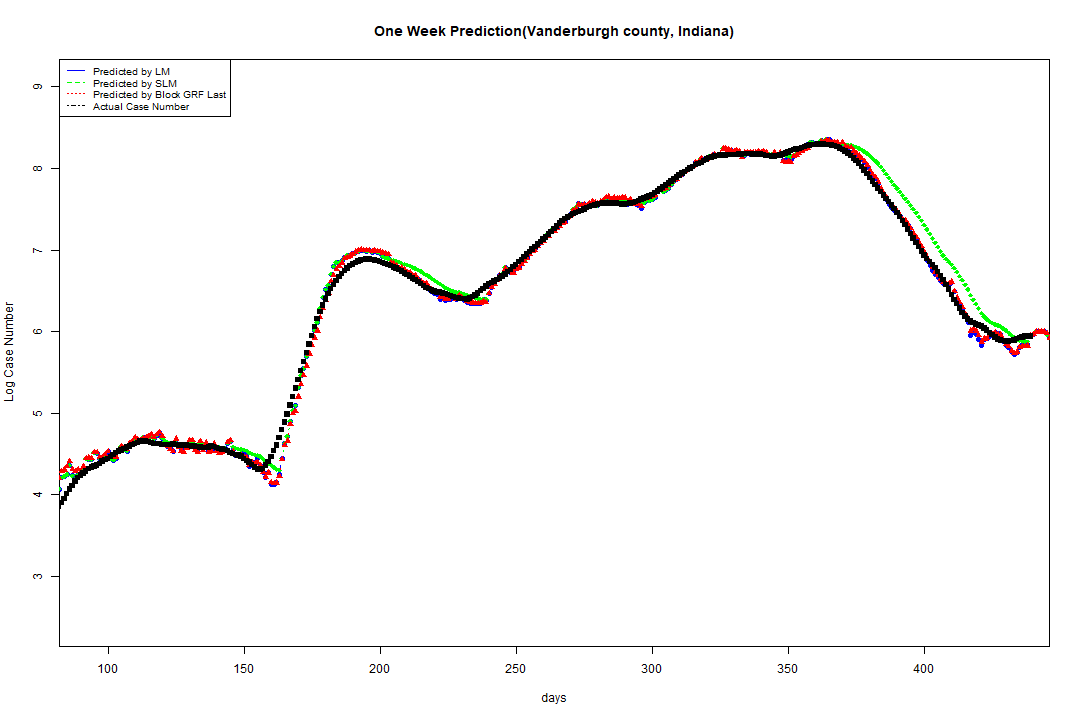 One Week Prediction(Vanderburgh county, Indiana)
Predicted by LM
Predicted by SLM
Predicted by Block GRF Last
Actual Case Number
9
8
7
6
5
4
3
Log Case Number
100 150 200 250 300 350 400
days